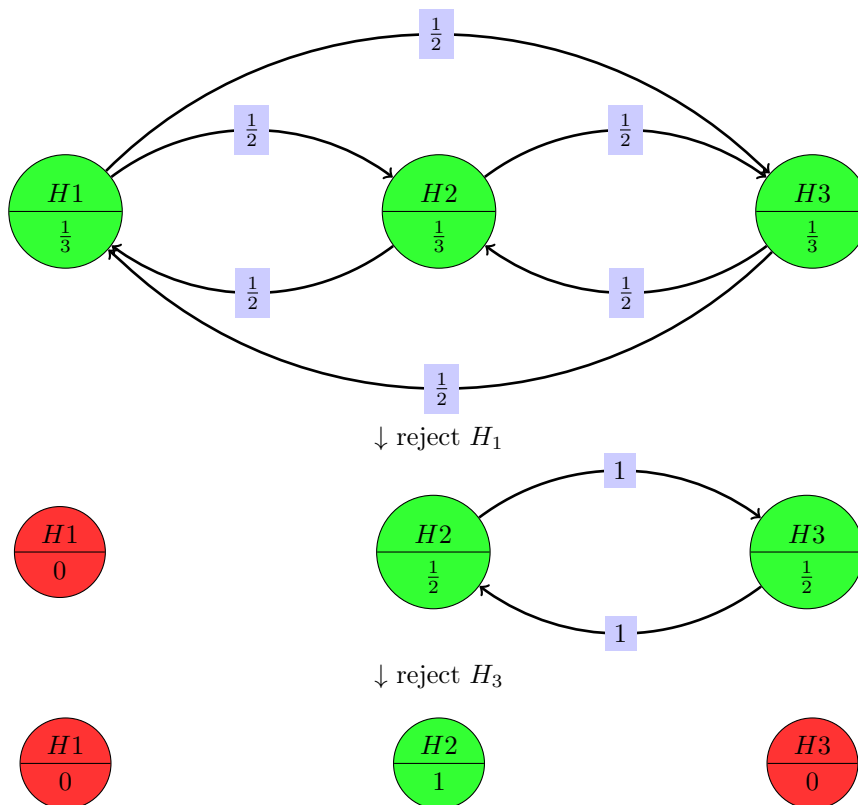 1/2
1/2 1/2
H1 H2 H3
1/3 1/3 1/3
1/2 1/2
1/2
↓ reject H₁
1
H1 H2 H3
0 1/2 1/2
1
↓ reject H₃
H1 H2 H3
0 1 0